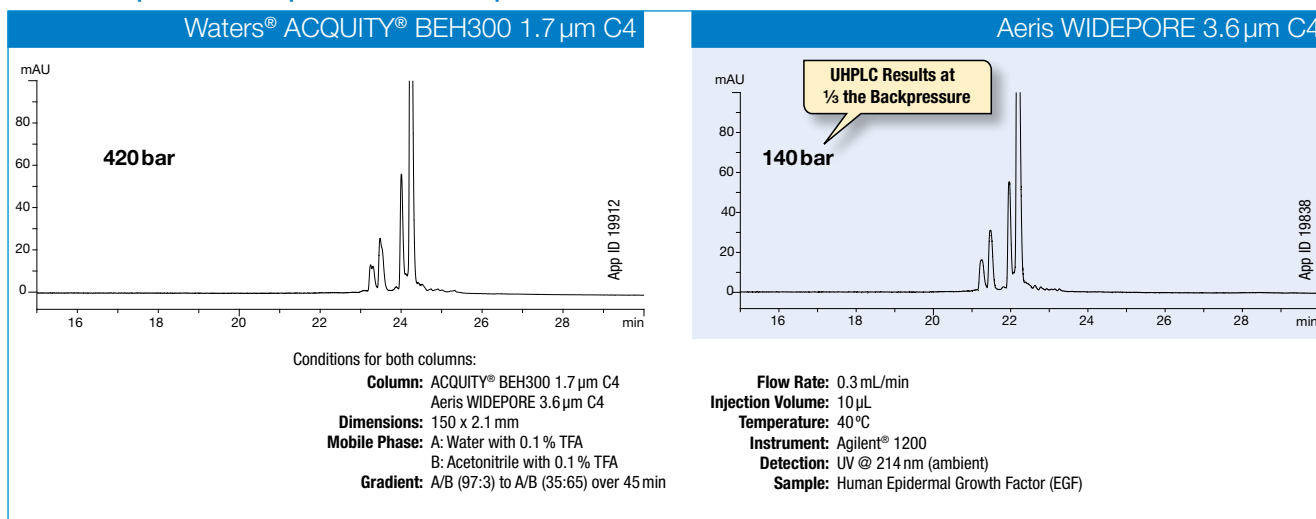 Waters® ACQUITY® BEH300 1.7 µm C4
mAU
80
60
40
20
0
420 bar
App ID 19912
16 18 20 22 24 26 28 min
Aeris WIDEPORE 3.6 µm C4
mAU
UHPLC Results at
⅓ the Backpressure
80
60
40
20
0
140 bar
App ID 19838
16 18 20 22 24 26 28 min
Conditions for both columns:
Column: ACQUITY® BEH300 1.7 µm C4
Aeris WIDEPORE 3.6 µm C4
Dimensions: 150 x 2.1 mm
Mobile Phase: A: Water with 0.1 % TFA
B: Acetonitrile with 0.1 % TFA
Gradient: A/B (97:3) to A/B (35:65) over 45 min
Flow Rate: 0.3 mL/min
Injection Volume: 10 µL
Temperature: 40 ºC
Instrument: Agilent® 1200
Detection: UV @ 214 nm (ambient)
Sample: Human Epidermal Growth Factor (EGF)